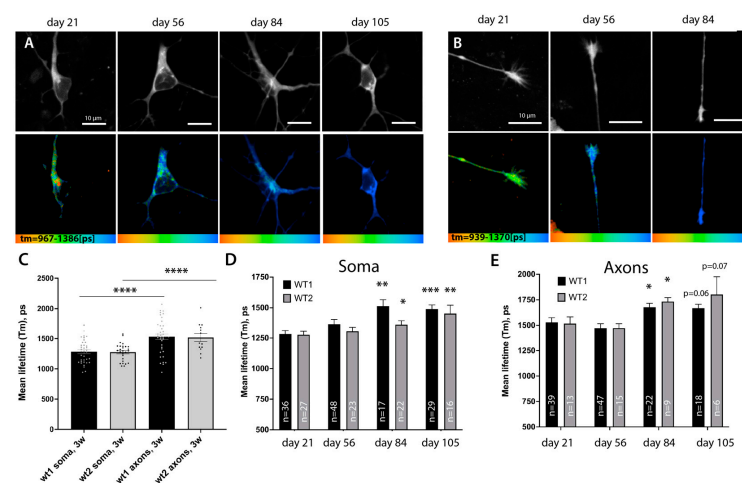 day 21 day 56 day 84 day 105
A
10 µm
tm=967-1386[ps]
day 21 day 56 day 84
B
10 µm
tm=939-1370[ps]
C
****
****
Mean lifetime (Tm), ps
2500
2000
1500
1000
500
0
wt1 soma, 3w
wt2 soma, 3w
wt1 axons, 3w
wt2 axons, 3w
D
Soma
WT1
WT2
** * *** **
Mean lifetime (Tm), ps
1750
1500
1250
1000
750
500
n=36 n=27 n=48 n=23 n=17 n=22 n=29 n=16
day 21 day 56 day 84 day 105
E
Axons
WT1
WT2
* * p=0.06 p=0.07
Mean lifetime (Tm), ps
2000
1750
1500
1250
1000
750
500
n=39 n=13 n=47 n=15 n=22 n=9 n=18 n=6
day 21 day 56 day 84 day 105